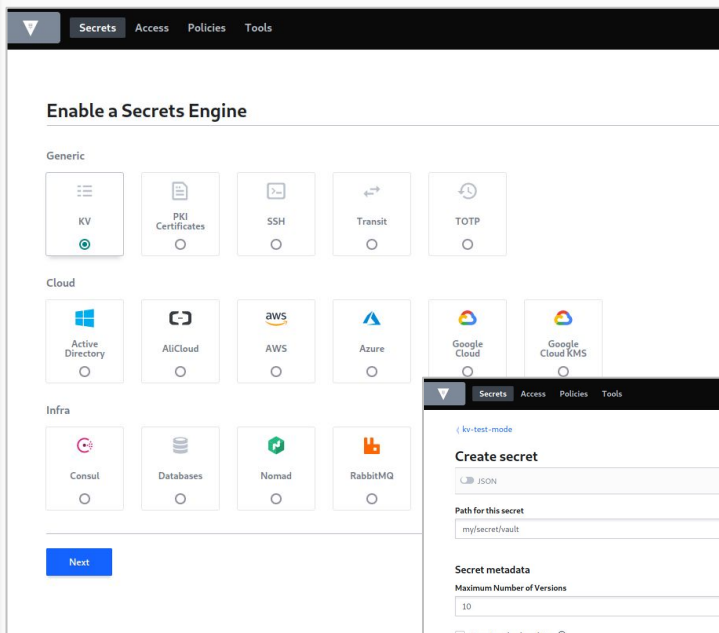 Secrets Access Policies Tools
Enable a Secrets Engine
Generic
KV
PKI
Certificates
SSH
Transit
TOTP
Cloud
Active
Directory
AliCloud
aws
AWS
Azure
Google
Cloud
Google
Cloud KMS
Infra
Consul
Databases
Nomad
RabbitMQ
Next
Secrets Access Policies Tools
kv-test-mode
Create secret
JSON
Path for this secret
my/secret/vault
Secret metadata
Maximum Number of Versions
10